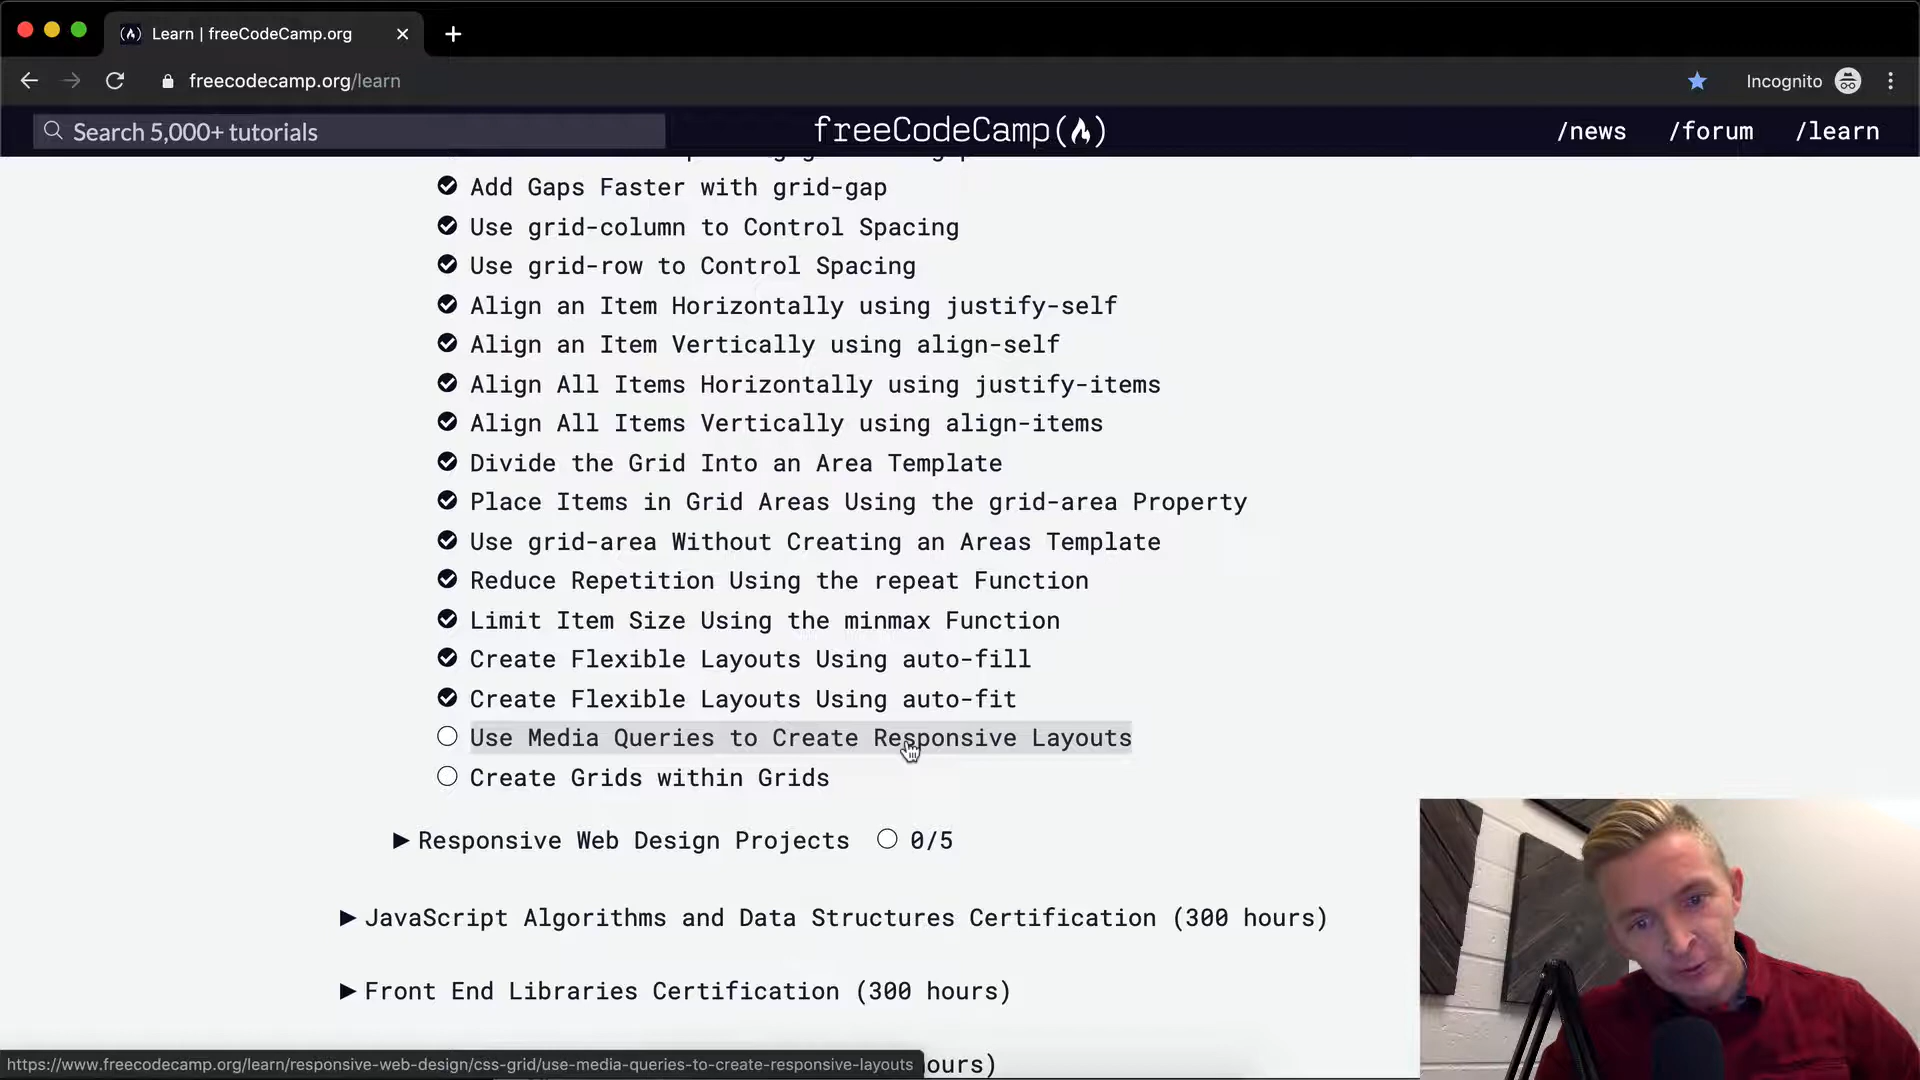 Learn | freeCodeCamp.org
freecodecamp.org/learn
Incognito
Search 5,000+ tutorials
freeCodeCamp
/news
/forum
/learn
Add Gaps Faster with grid-gap
Use grid-column to Control Spacing
Use grid-row to Control Spacing
Align an Item Horizontally using justify-self
Align an Item Vertically using align-self
Align All Items Horizontally using justify-items
Align All Items Vertically using align-items
Divide the Grid Into an Area Template
Place Items in Grid Areas Using the grid-area Property
Use grid-area Without Creating an Areas Template
Reduce Repetition Using the repeat Function
Limit Item Size Using the minmax Function
Create Flexible Layouts Using auto-fill
Create Flexible Layouts Using auto-fit
Use Media Queries to Create Responsive Layouts
Create Grids within Grids
Responsive Web Design Projects 0/5
JavaScript Algorithms and Data Structures Certification (300 hours)
Front End Libraries Certification (300 hours)
https://www.freecodecamp.org/learn/responsive-web-design/css-grid/use-media-queries-to-create-responsive-layouts